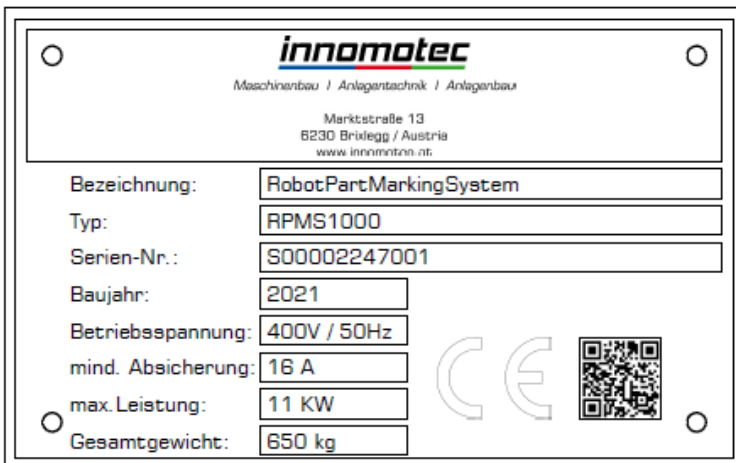 innomotec
Maschinenbau / Anlagentechnik / Anlagenbau
Marktstraße 13
6230 Brixlegg / Austria
Bezeichnung: RobotPartMarkingSystem
Typ: RPMS1000
Serien-Nr.: S00002247001
Baujahr: 2021
Betriebsspannung: 400V / 50Hz
mind. Absicherung: 16 A
max.Leistung: 11 KW
Gesamtgewicht: 650 kg
CE